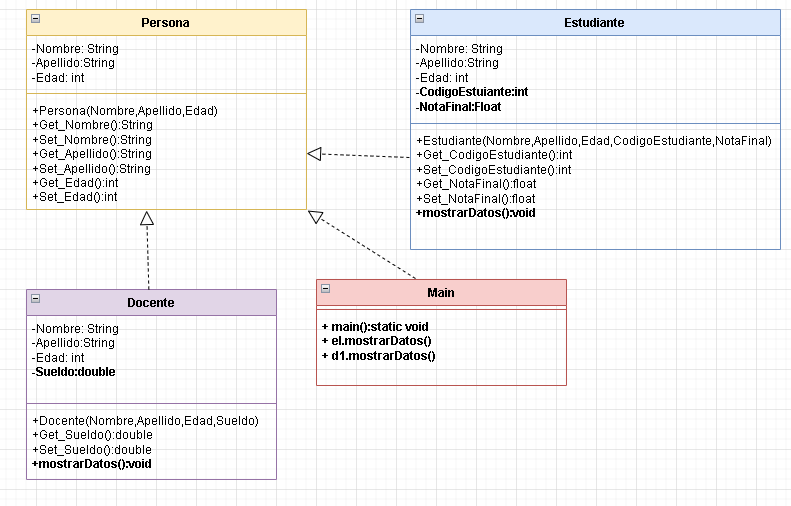 Persona
-Nombre: String
-Apellido:String
-Edad: int
+Persona(Nombre,Apellido,Edad)
+Get_Nombre():String
+Set_Nombre():String
+Get_Apellido():String
+Set_Apellido():String
+Get_Edad():int
+Set_Edad():int
Estudiante
-Nombre: String
-Apellido:String
-Edad: int
-CodigoEstuiante:int
-NotaFinal:Float
+Estudiante(Nombre,Apellido,Edad,CodigoEstudiante,NotaFinal)
+Get_CodigoEstudiante():int
+Set_CodigoEstudiante():int
+Get_NotaFinal():float
+Set_NotaFinal():float
+mostrarDatos():void
Docente
-Nombre: String
-Apellido:String
-Edad: int
-Sueldo:double
+Docente(Nombre,Apellido,Edad,Sueldo)
+Get_Sueldo():double
+Set_Sueldo():double
+mostrarDatos():void
Main
+ main():static void
+ el.mostrarDatos()
+ d1.mostrarDatos()